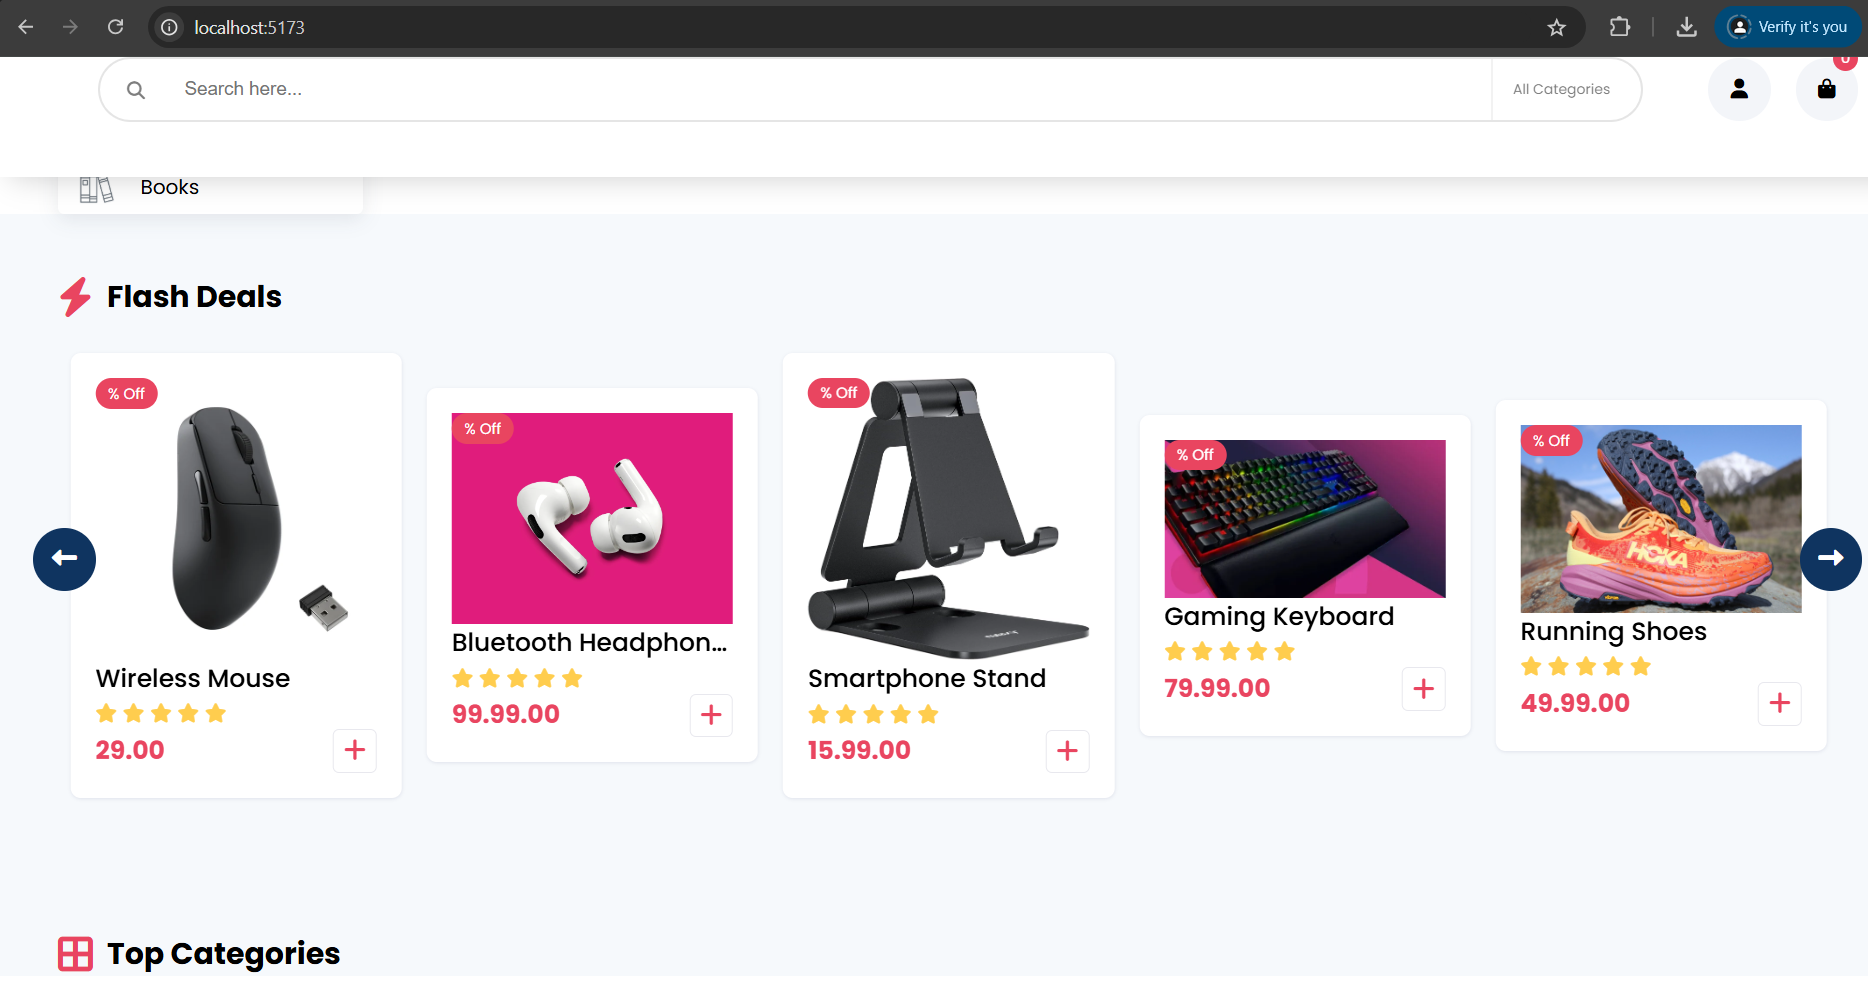 localhost:5173
Verify it's you
Search here...
All Categories
0
Books
Flash Deals
% Off
Wireless Mouse
29.00
% Off
Bluetooth Headphon...
99.99.00
% Off
Smartphone Stand
15.99.00
% Off
Gaming Keyboard
79.99.00
% Off
HOKA
Running Shoes
49.99.00
Top Categories